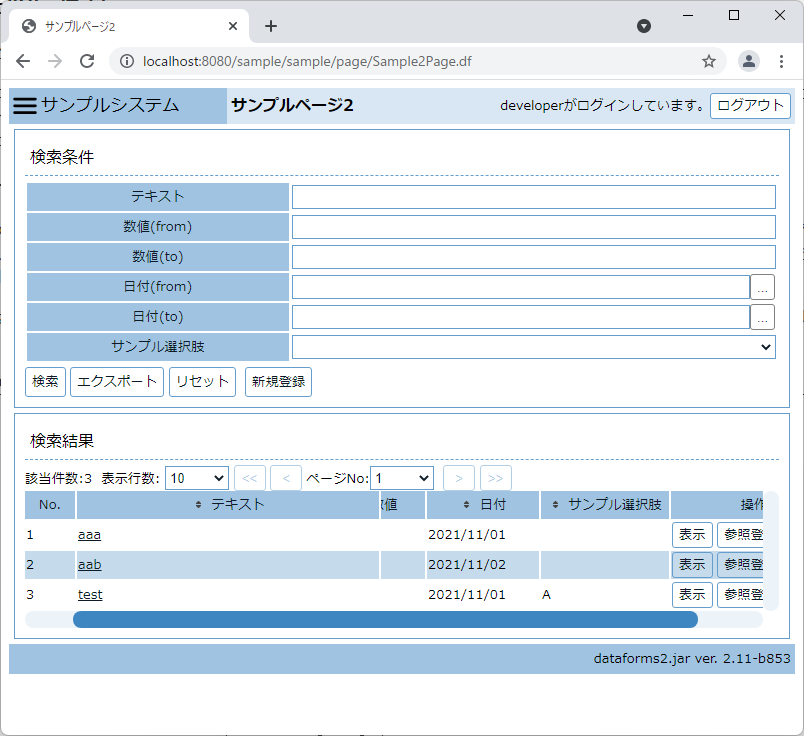 サンプルページ2
localhost:8080/sample/sample/page/Sample2Page.df
サンプルシステム サンプルページ2 developerがログインしています。 ログアウト
検索条件
テキスト
数値(from)
数値(to)
日付(from) ...
日付(to) ...
サンプル選択肢
検索 エクスポート リセット 新規登録
検索結果
該当件数:3 表示行数: 10 << < ページNo: 1 > >>
No. テキスト 値 日付 サンプル選択肢 操作
1 aaa 2021/11/01 表示 参照登
2 aab 2021/11/02 表示 参照登
3 test 2021/11/01 A 表示 参照登
dataforms2.jar ver. 2.11-b853